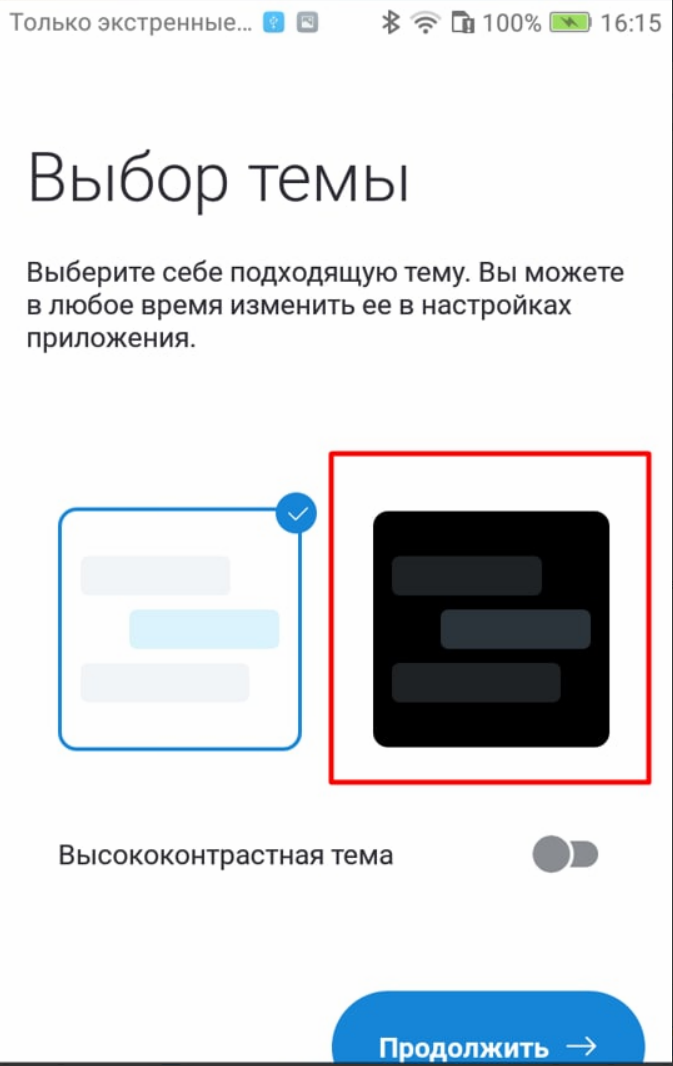 Только экстренные... 100% 16:15
Выбор темы
Выберите себе подходящую тему. Вы можете
в любое время изменить ее в настройках
приложения.
Высококонтрастная тема
Продолжить